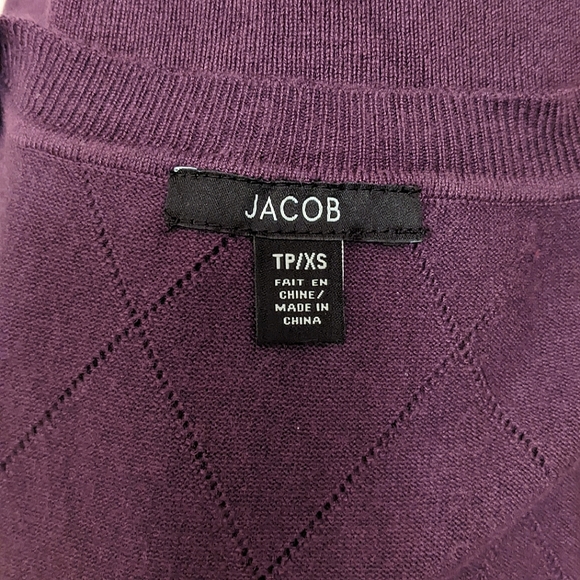 JACOB
TP/XS
FAIT EN
CHINE/
MADE IN
CHINA